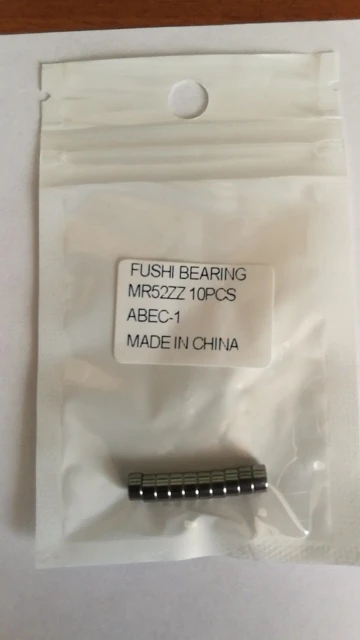 FUSHI BEARING
MR52ZZ 10PCS
ABEC-1
MADE IN CHINA